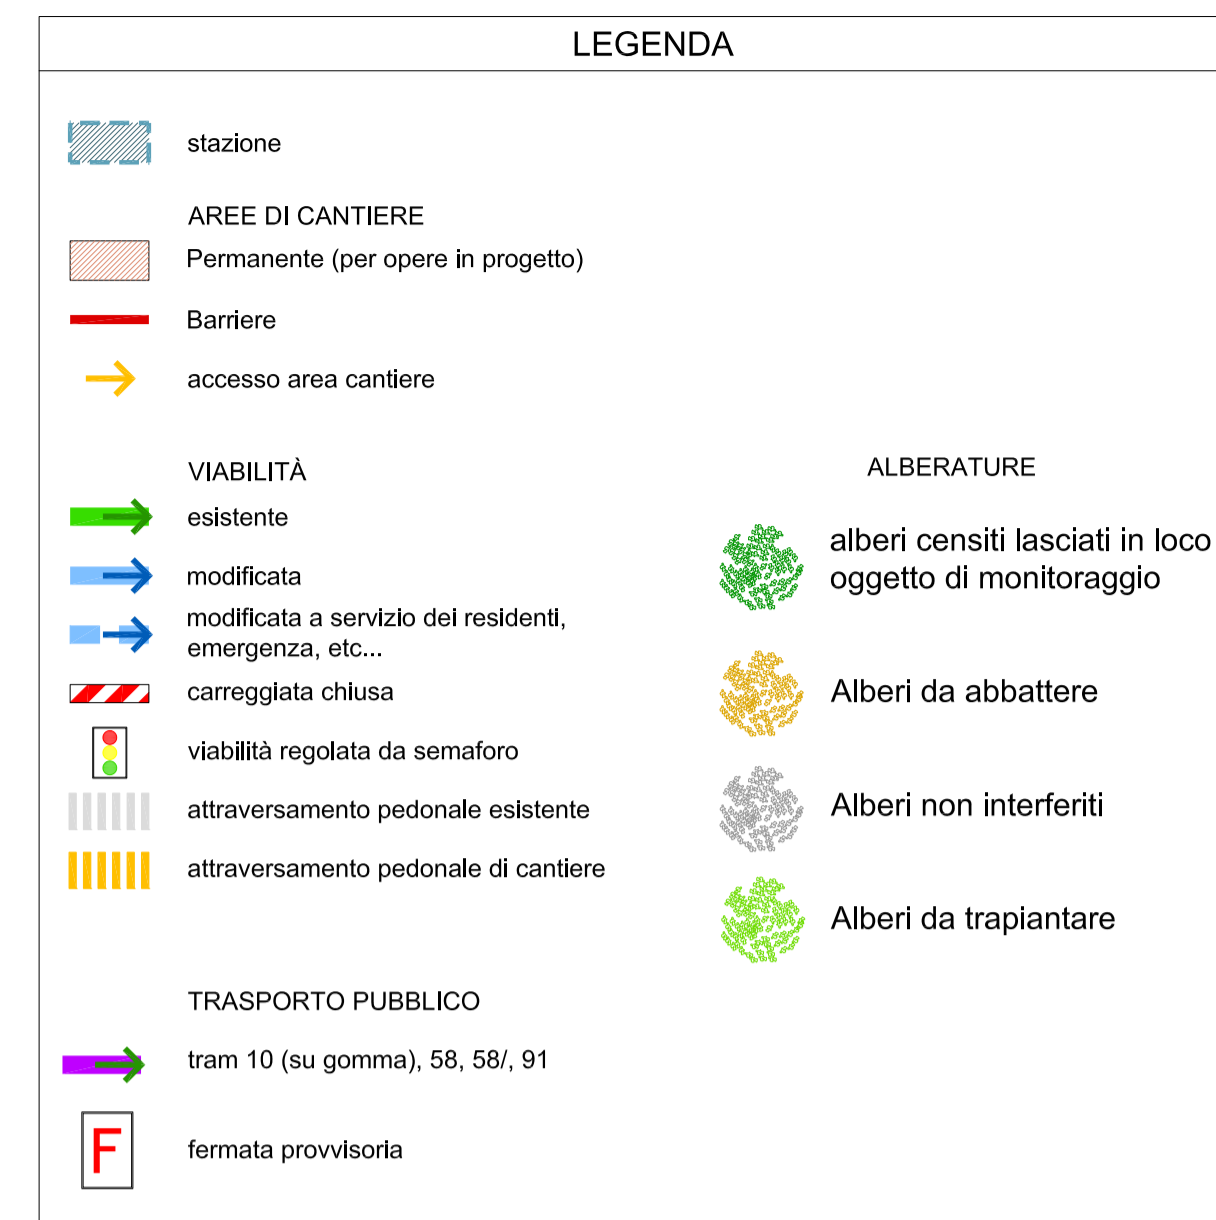 LEGENDA
stazione
AREE DI CANTIERE
Permanente (per opere in progetto)
Barriere
accesso area cantiere
VIABILITÀ
esistente
modificata
modificata a servizio dei residenti,
emergenza, etc...
carreggiata chiusa
viabilità regolata da semaforo
attraversamento pedonale esistente
attraversamento pedonale di cantiere
TRASPORTO PUBBLICO
tram 10 (su gomma), 58, 58/, 91
F
fermata provvisoria
ALBERATURE
alberi censiti lasciati in loco
oggetto di monitoraggio
Alberi da abbattere
Alberi non interferiti
Alberi da trapiantare